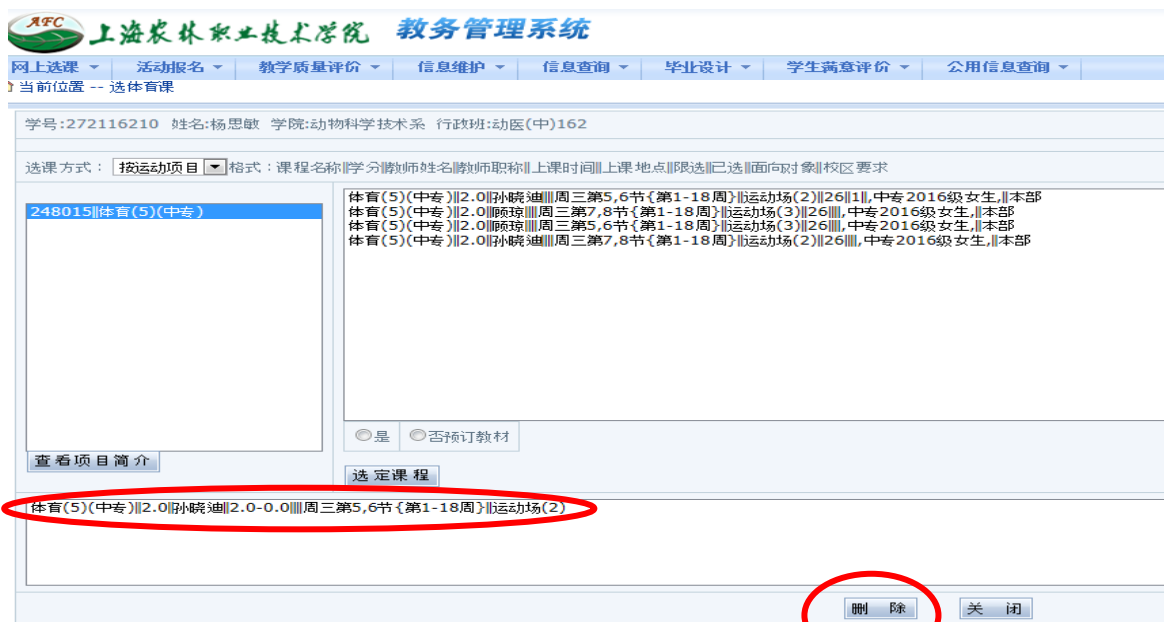 AFC 上海农林职业技术学院 教务管理系统
网上选课 活动报名 教学质量评价 信息维护 信息查询 毕业设计 学生满意评价 公用信息查询
当前位置 -- 选体育课
学号:272116210 姓名:杨思敏 学院:动物科学技术系 行政班:动医(中)162
选课方式： 按运动项目 格式：课程名称||学分||教师姓名||教师职称||上课时间||上课地点||限选||已选||面向对象||校区要求
248015||体育(5)(中专)
体育(5)(中专)||2.0||孙晓迪||||周三第5,6节{第1-18周}||运动场(2)||26||1||,中专2016级女生,||本部
体育(5)(中专)||2.0||顾琼||||周三第7,8节{第1-18周}||运动场(3)||26||||,中专2016级女生,||本部
体育(5)(中专)||2.0||顾琼||||周三第5,6节{第1-18周}||运动场(3)||26||||,中专2016级女生,||本部
体育(5)(中专)||2.0||孙晓迪||||周三第7,8节{第1-18周}||运动场(2)||26||||,中专2016级女生,||本部
是 否预订教材
查看项目简介
选定课程
体育(5)(中专)||2.0||孙晓迪||2.0-0.0||||周三第5,6节{第1-18周}||运动场(2)
删 除 关 闭